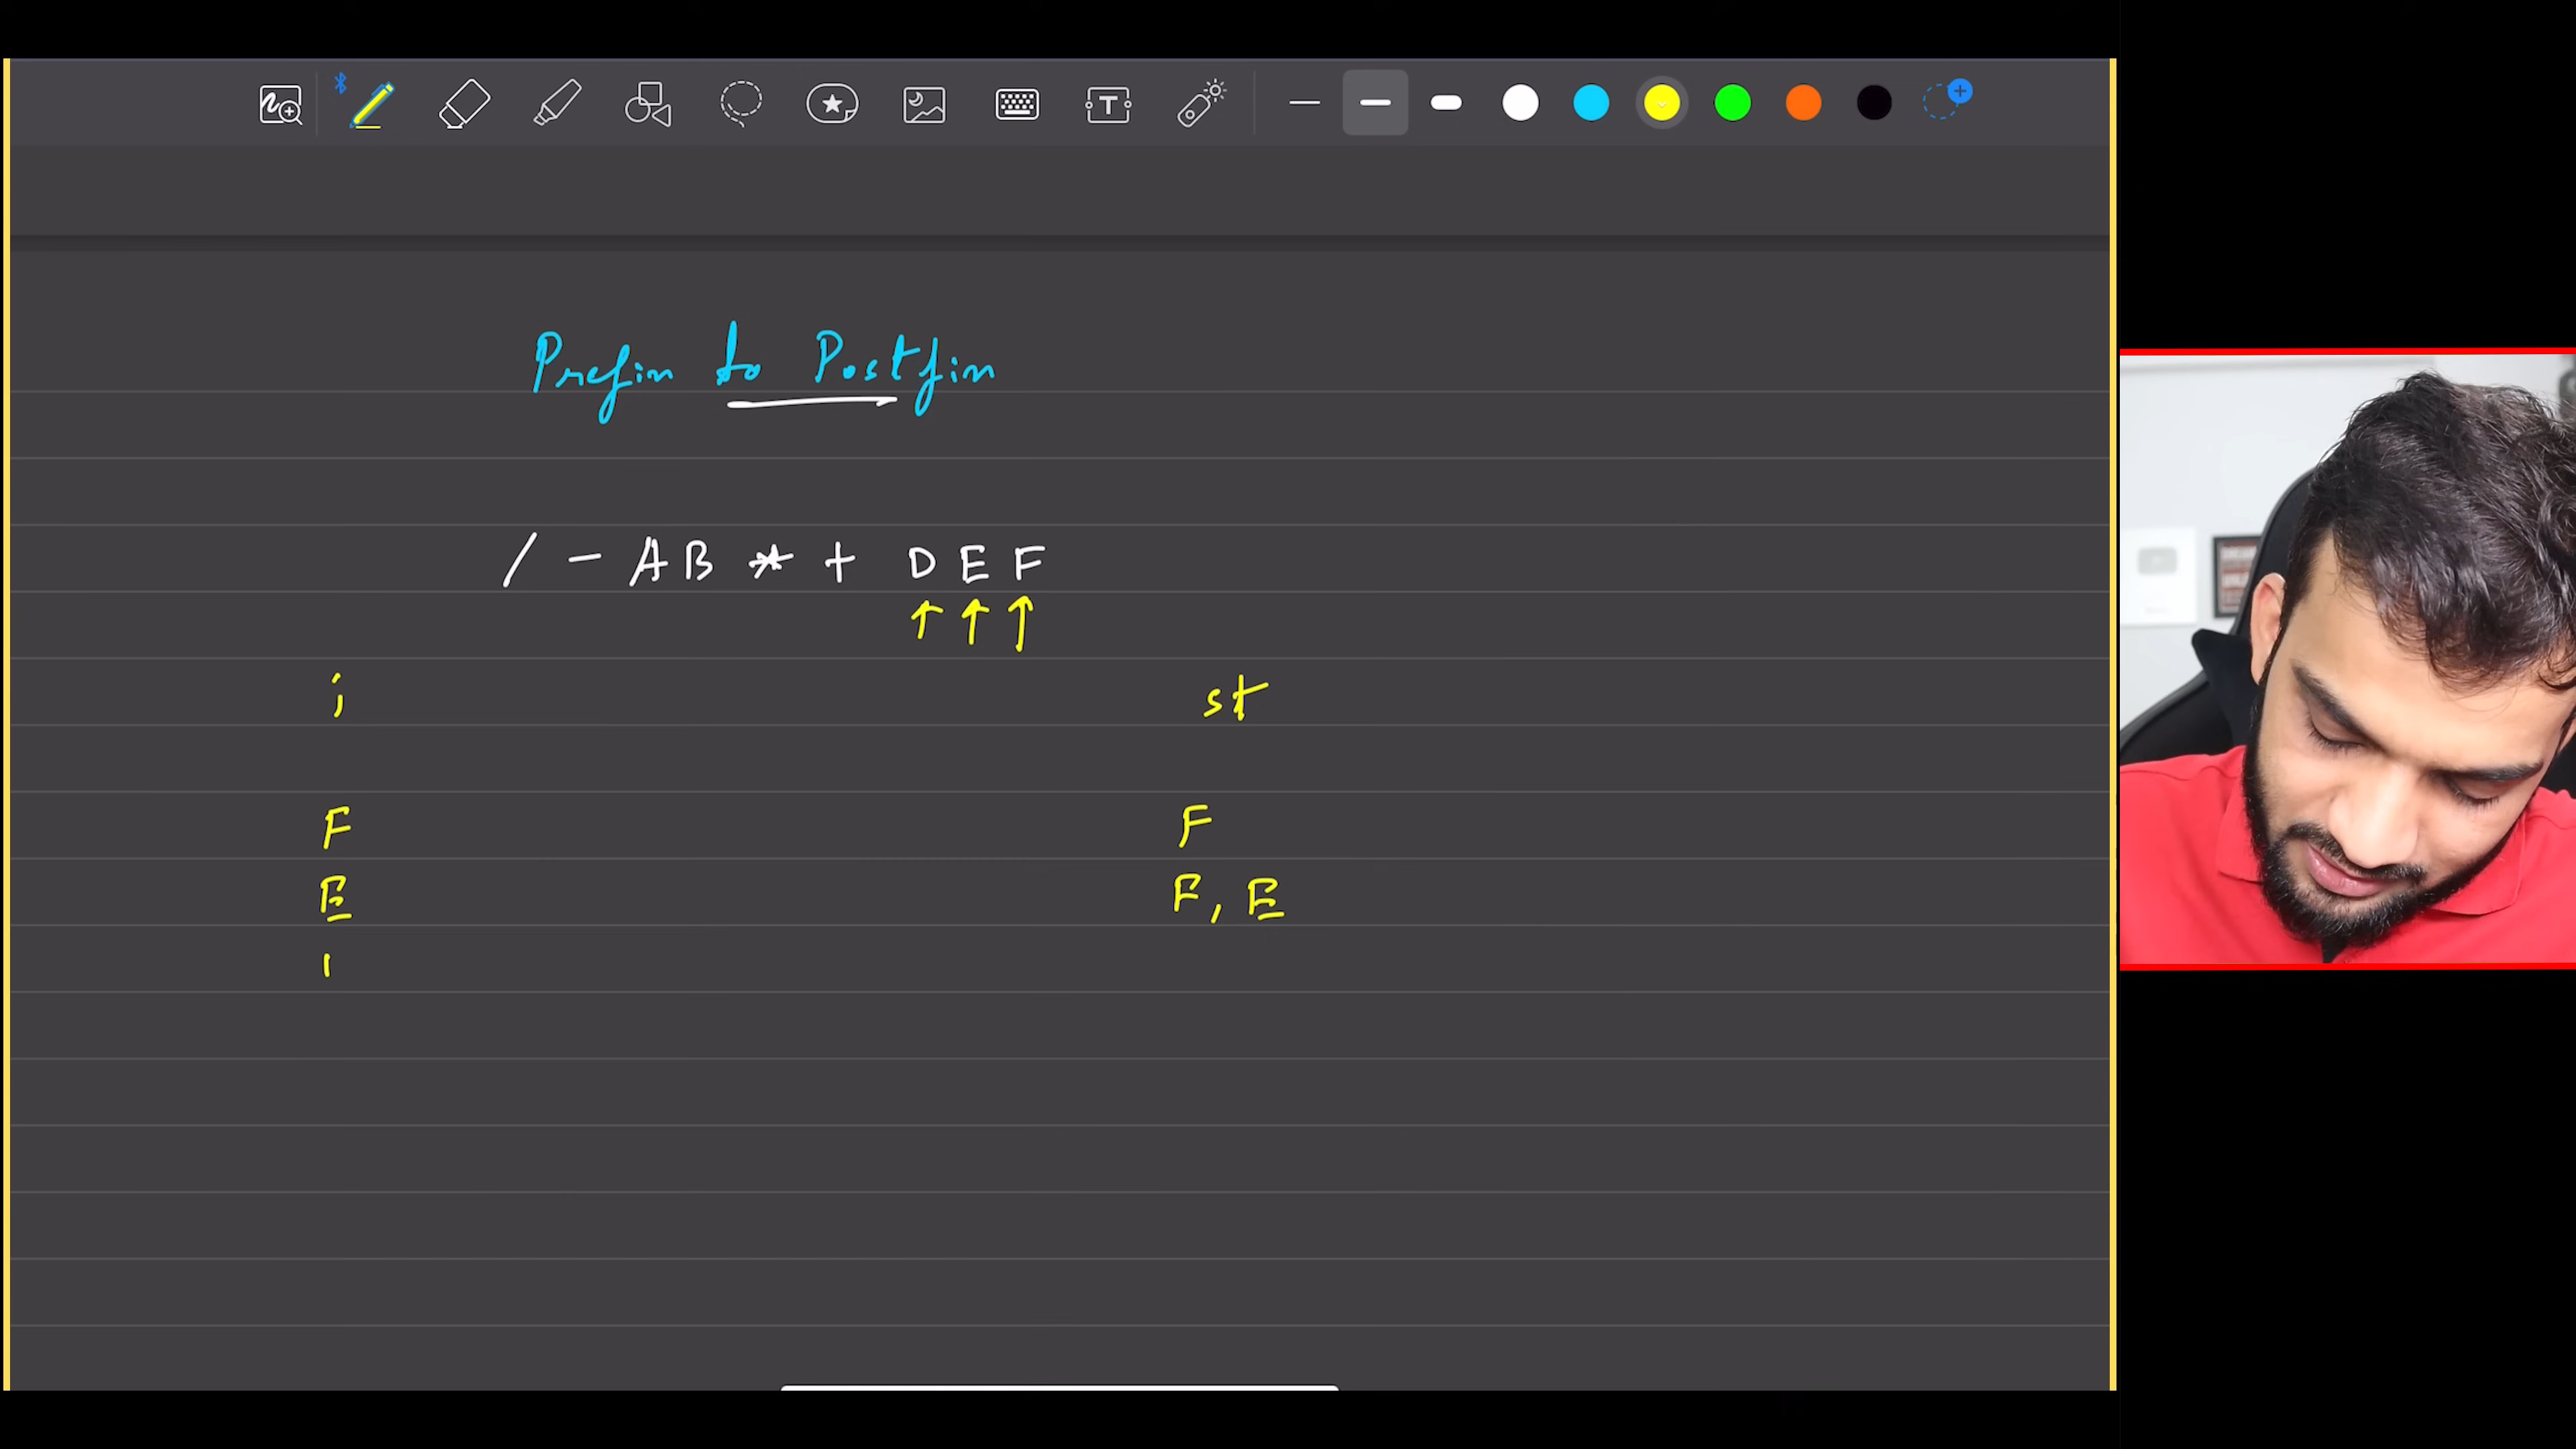 Prefix to Postfix
/ - A B * + D E F
i st
F F
E F, E